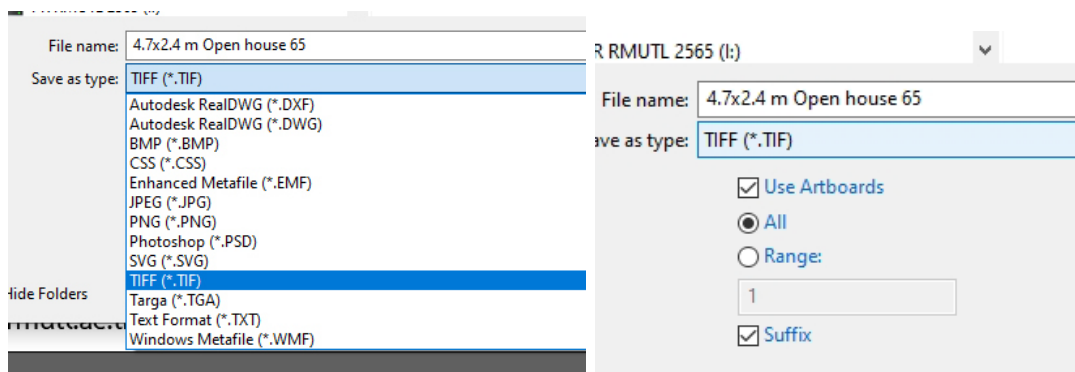 File name: 4.7x2.4 m Open house 65
Save as type: TIFF (*.TIF)
Autodesk RealDWG (*.DXF)
Autodesk RealDWG (*.DWG)
BMP (*.BMP)
CSS (*.CSS)
Enhanced Metafile (*.EMF)
JPEG (*.JPG)
PNG (*.PNG)
Photoshop (*.PSD)
SVG (*.SVG)
TIFF (*.TIF)
Targa (*.TGA)
Text Format (*.TXT)
Windows Metafile (*.WMF)
Hide Folders
R RMUTL 2565 (I:)
File name: 4.7x2.4 m Open house 65
ave as type: TIFF (*.TIF)
Use Artboards
All
Range:
1
Suffix